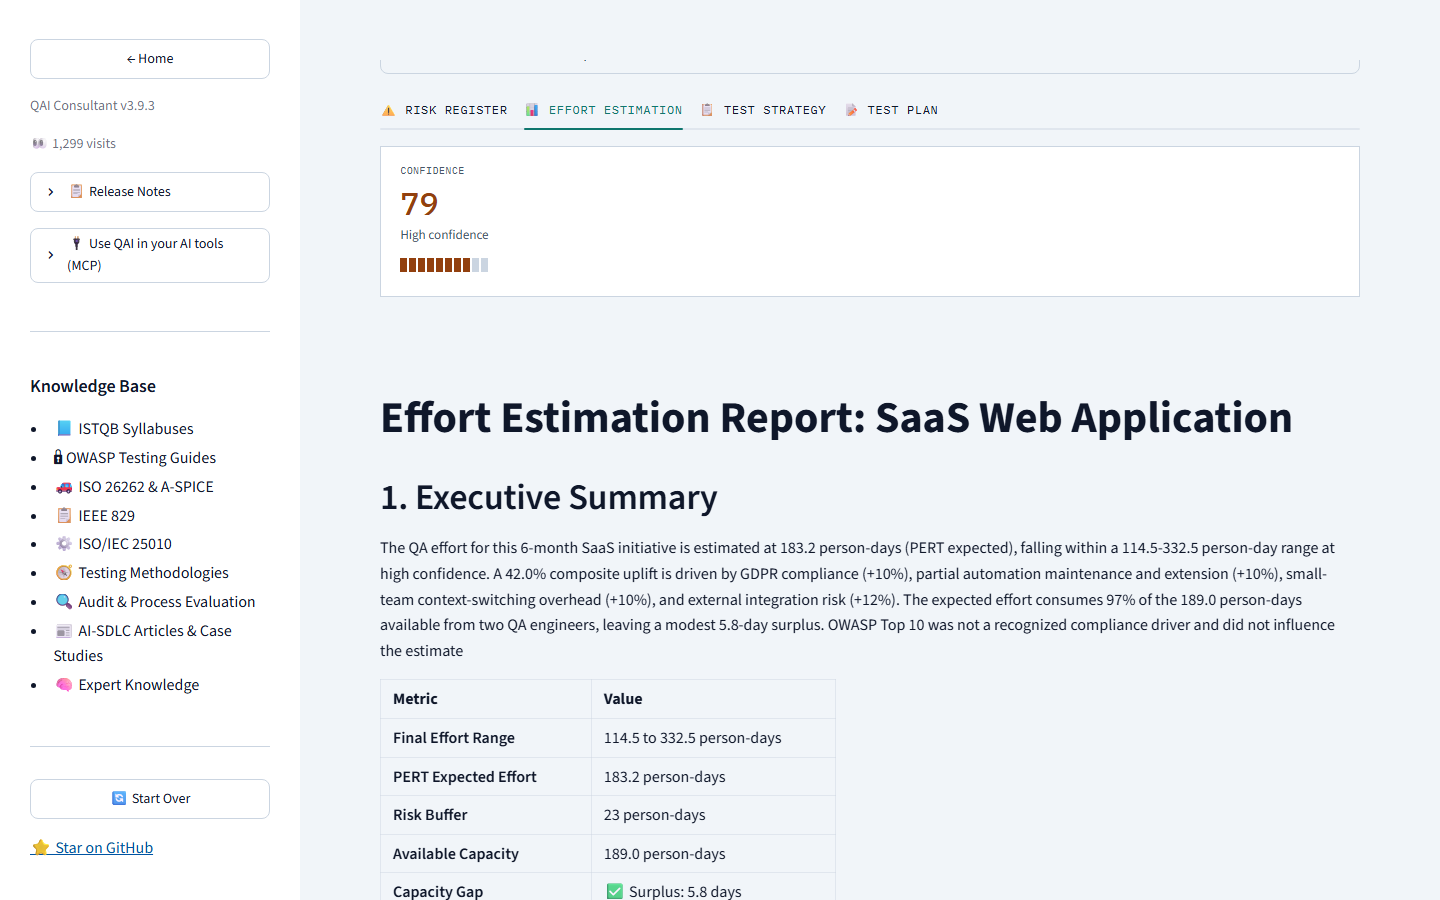 ← Home
QAI Consultant v3.9.3
1,299 visits
Release Notes
Use QAI in your AI tools
(MCP)
Knowledge Base
ISTQB Syllabuses
OWASP Testing Guides
ISO 26262 & A-SPICE
IEEE 829
ISO/IEC 25010
Testing Methodologies
Audit & Process Evaluation
AI-SDLC Articles & Case
Studies
Expert Knowledge
Start Over
Star on GitHub
RISK REGISTER EFFORT ESTIMATION TEST STRATEGY TEST PLAN
CONFIDENCE
79
High confidence
Effort Estimation Report: SaaS Web Application
1. Executive Summary
The QA effort for this 6-month SaaS initiative is estimated at 183.2 person-days (PERT expected), falling within a 114.5-332.5 person-day range at
high confidence. A 42.0% composite uplift is driven by GDPR compliance (+10%), partial automation maintenance and extension (+10%), small-
team context-switching overhead (+10%), and external integration risk (+12%). The expected effort consumes 97% of the 189.0 person-days
available from two QA engineers, leaving a modest 5.8-day surplus. OWASP Top 10 was not a recognized compliance driver and did not influence
the estimate
Metric Value
Final Effort Range 114.5 to 332.5 person-days
PERT Expected Effort 183.2 person-days
Risk Buffer 23 person-days
Available Capacity 189.0 person-days
Capacity Gap Surplus: 5.8 days